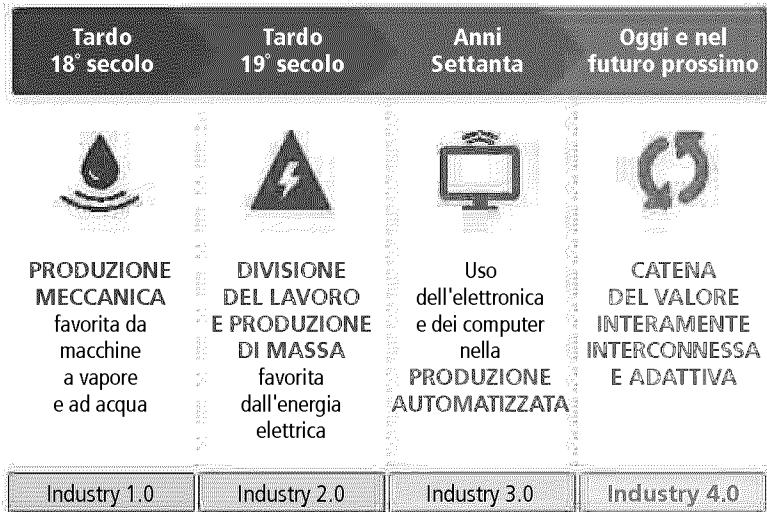 Tardo
18° secolo
Tardo
19° secolo
Anni
Settanta
Oggi e nel
futuro prossimo
PRODUZIONE
MECCANICA
favorita da
macchine
a vapore
e ad acqua
DIVISIONE
DEL LAVORO
E PRODUZIONE
DI MASSA
favorita
dall'energia
elettrica
Uso
dell'elettronica
e dei computer
nella
PRODUZIONE
AUTOMATIZZATA
CATENA
DEL VALORE
INTERAMENTE
INTERCONNESSA
E ADATTIVA
Industry 1.0
Industry 2.0
Industry 3.0
Industry 4.0